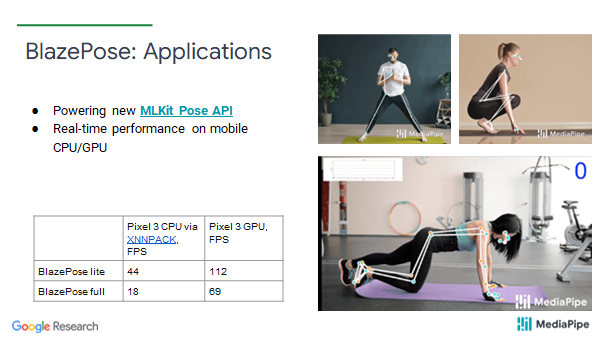 BlazePose: Applications
● Powering new MLKit Pose API
● Real-time performance on mobile
CPU/GPU
Pixel 3 CPU via
XNNPACK,
FPS
Pixel 3 GPU,
FPS
BlazePose lite 44 112
BlazePose full 18 69
MediaPipe
MediaPipe
0
MediaPipe
Google Research
MediaPipe